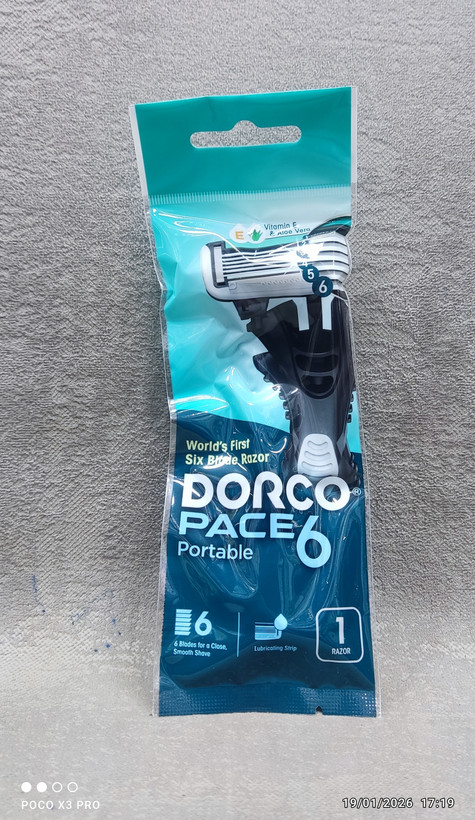 E
Vitamin E
& Aloe Vera
5
6
World's First
Six Blade Razor
DORCO®
PACE 6
Portable
6
6 Blades for a Close,
Smooth Shave
Lubricating Strip
1
RAZOR
POCO X3 PRO
19/01/2026 17:19